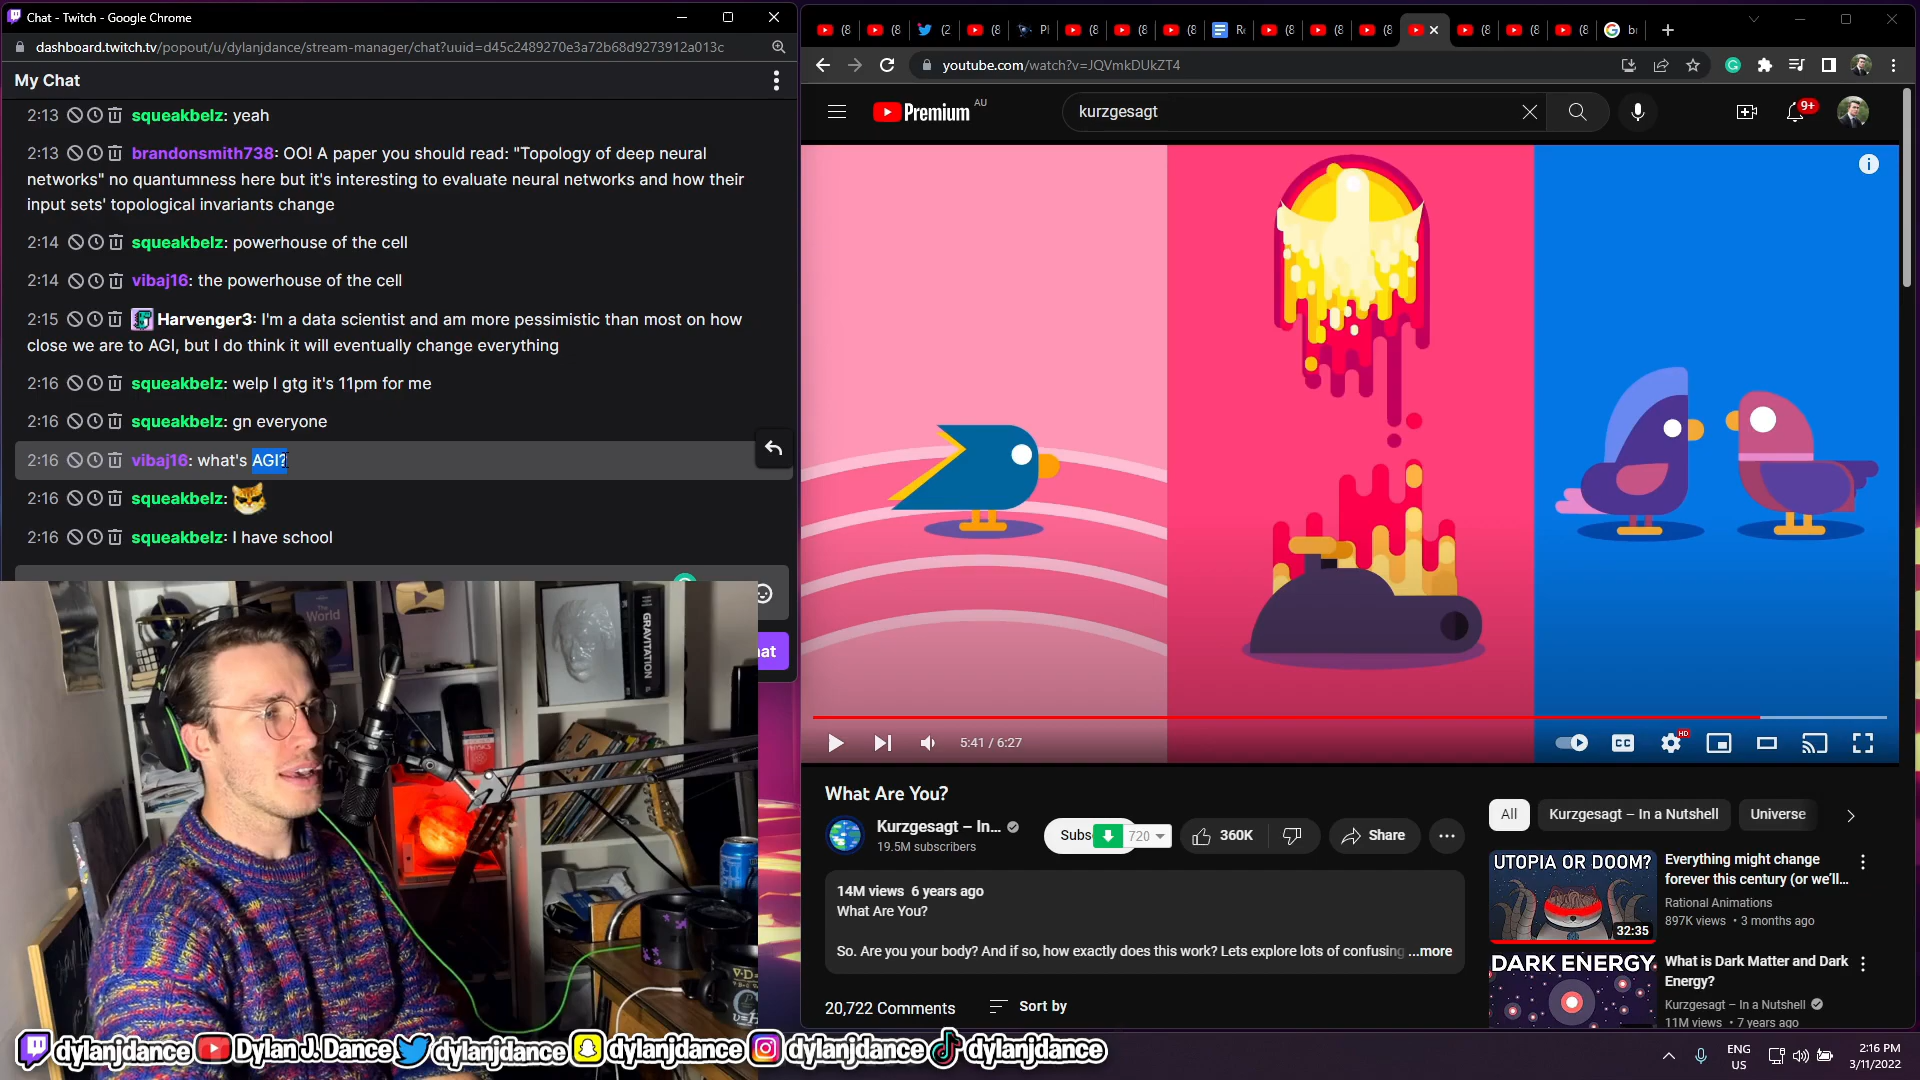 Chat - Twitch - Google Chrome
dashboard.twitch.tv/popout/u/dylanjdance/stream-manager/chat?uuid=d45c2489270e3a72b68d9273912a013c
My Chat
2:13 squeakbelz: yeah
2:13 brandonsmith738: OO! A paper you should read: "Topology of deep neural
networks" no quantumness here but it's interesting to evaluate neural networks and how their
input sets' topological invariants change
2:14 squeakbelz: powerhouse of the cell
2:14 vibaj16: the powerhouse of the cell
2:15 Harvenger3: I'm a data scientist and am more pessimistic than most on how
close we are to AGI, but I do think it will eventually change everything
2:16 squeakbelz: welp I gtg it's 11pm for me
2:16 squeakbelz: gn everyone
2:16 vibaj16: what's AGI?
2:16 squeakbelz:
2:16 squeakbelz: I have school
hat
The World
GRAVITATION
PHYSICS
youtube.com/watch?v=JQVmkDUkZT4
Premium AU
kurzgesagt
9+
5:41 / 6:27
CC
HD
What Are You?
Kurzgesagt – In...
19.5M subscribers
Subs
720
360K
Share
14M views 6 years ago
What Are You?
So. Are you your body? And if so, how exactly does this work? Lets explore lots of confusing ...more
20,722 Comments
Sort by
All
Kurzgesagt – In a Nutshell
Universe
UTOPIA OR DOOM?
32:35
Everything might change
forever this century (or we'll...
Rational Animations
897K views • 3 months ago
DARK ENERGY
What is Dark Matter and Dark
Energy?
Kurzgesagt – In a Nutshell
11M views • 7 years ago
dylanjdance
Dylan J. Dance
dylanjdance
dylanjdance
dylanjdance
dylanjdance
ENG
US
2:16 PM
3/11/2022